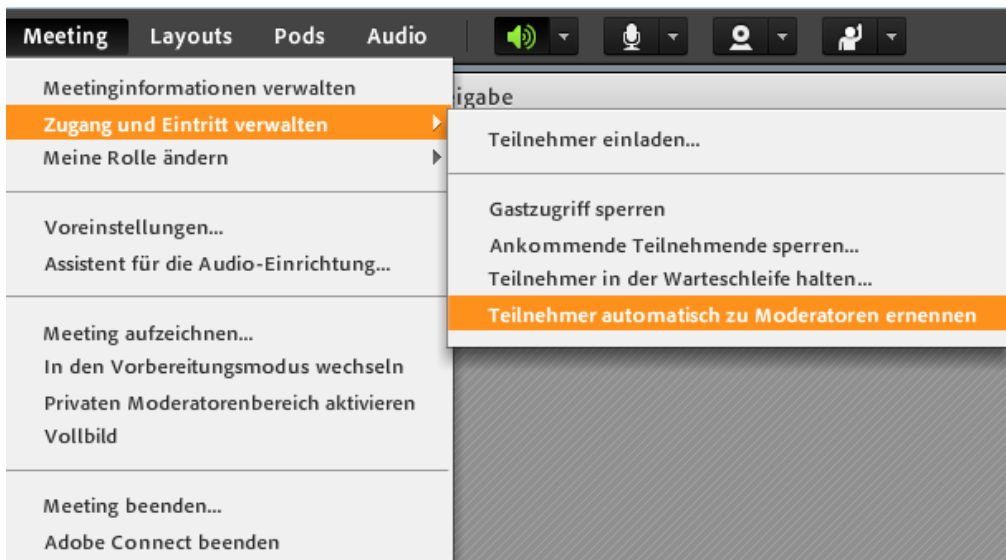 Meeting Layouts Pods Audio
Meetinginformationen verwalten
eigabe
Zugang und Eintritt verwalten
Meine Rolle ändern
Teilnehmer einladen...
Gastzugriff sperren
Ankommende Teilnehmende sperren...
Teilnehmer in der Warteschleife halten...
Teilnehmer automatisch zu Moderatoren ernennen
Voreinstellungen...
Assistent für die Audio-Einrichtung...
Meeting aufzeichnen...
In den Vorbereitungsmodus wechseln
Privaten Moderatorenbereich aktivieren
Vollbild
Meeting beenden...
Adobe Connect beenden